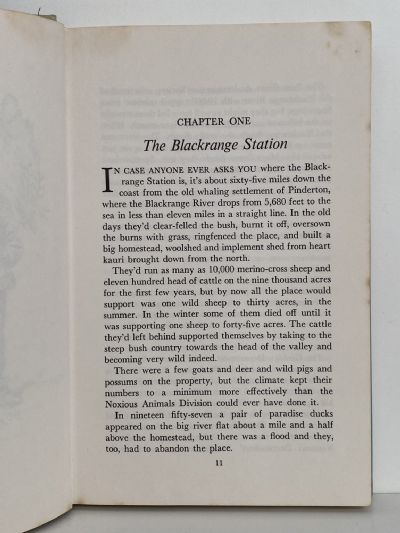 CHAPTER ONE
The Blackrange Station
IN CASE ANYONE EVER ASKS YOU where the Black-
range Station is, it's about sixty-five miles down the
coast from the old whaling settlement of Pinderton,
where the Blackrange River drops from 5,680 feet to the
sea in less than eleven miles in a straight line. In the old
days they'd clear-felled the bush, burnt it off, oversown
the burns with grass, ringfenced the place, and built a
big homestead, woolshed and implement shed from heart
kauri brought down from the north.
They'd run as many as 10,000 merino-cross sheep and
eleven hundred head of cattle on the nine thousand acres
for the first few years, but by now all the place would
support was one wild sheep to thirty acres, in the
summer. In the winter some of them died off until it
was supporting one sheep to forty-five acres. The cattle
they'd left behind supported themselves by taking to the
steep bush country towards the head of the valley and
becoming very wild indeed.
There were a few goats and deer and wild pigs and
possums on the property, but the climate kept their
numbers to a minimum more effectively than the
Noxious Animals Division could ever have done it.
In nineteen fifty-seven a pair of paradise ducks
appeared on the big river flat about a mile and a half
above the homestead, but there was a flood and they,
too, had to abandon the place.
11